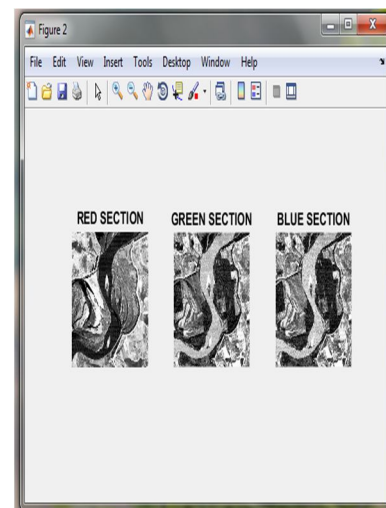 Figure 2
File Edit View Insert Tools Desktop Window Help
RED SECTION GREEN SECTION BLUE SECTION